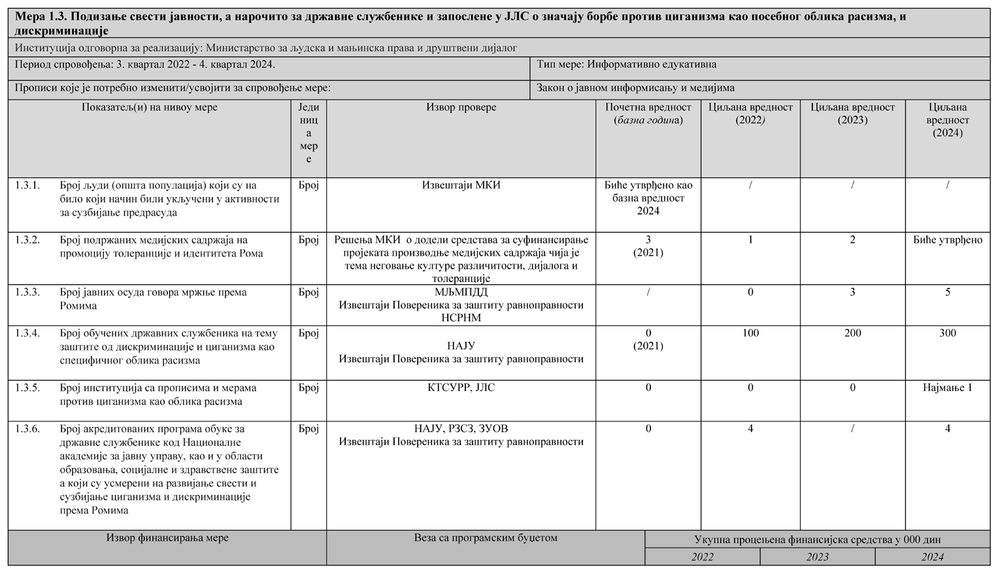 Мера 1.3. Подизање свести јавности, а нарочито за државне службенике и запослене у ЈЛС о значају борбе против циганизма као посебног облика расизма, и
дискриминације
Институција одговорна за реализацију: Министарство за људска и мањинска права и друштвени дијалог
Период спровођења: 3. квартал 2022 - 4. квартал 2024.
Тип мере: Информативно едукативна
Прописи које је потребно изменити/усвојити за спровођење мере:
Закон о јавном информисању и медијима
Показатељ(и) на нивоу мере
Једи
ниц
а
мер
е
Извор провере
Почетна вредност
(базна година)
Циљана вредност
(2022)
Циљана вредност
(2023)
Циљана
вредност
(2024)
1.3.1. Број људи (општа популација) који су на
било који начин били укључени у активности
за сузбијање предрасуда
Број
Извештаји МКИ
Биће утврђено као
базна вредност
2024
/
/
/
1.3.2. Број подржаних медијских садржаја на
промоцију толеранције и идентитета Рома
Број
Решења МКИ о додели средстава за суфинансирање
пројеката производње медијских садржаја чија је
тема неговање културе различитости, дијалога и
толеранције
3
(2021)
1
2
Биће утврђено
1.3.3. Број јавних осуда говора мржње према
Ромима
Број
МЉМПДД
Извештаји Повереника за заштиту равноправности
НСРНМ
/
0
3
5
1.3.4. Број обучених државних службеника на тему
заштите од дискриминације и циганизма као
специфичног облика расизма
Број
НАЈУ
Извештаји Повереника за заштиту равноправности
0
(2021)
100
200
300
1.3.5. Број институција са прописима и мерама
против циганизма као облика расизма
Број
КТСУРР, ЈЛС
0
0
0
Најмање 1
1.3.6. Број акредитованих програма обуке за
државне службенике код Националне
академије за јавну управу, као и у области
образовања, социјалне и здравствене заштите
а који су усмерени на развијање свести и
сузбијање циганизма и дискриминације
према Ромима
Број
НАЈУ, РЗСЗ, ЗУОВ
Извештаји Повереника за заштиту равноправности
0
4
/
4
Извор финансирања мере
Веза са програмским буџетом
Укупна процењена финансијска средства у 000 дин
2022
2023
2024